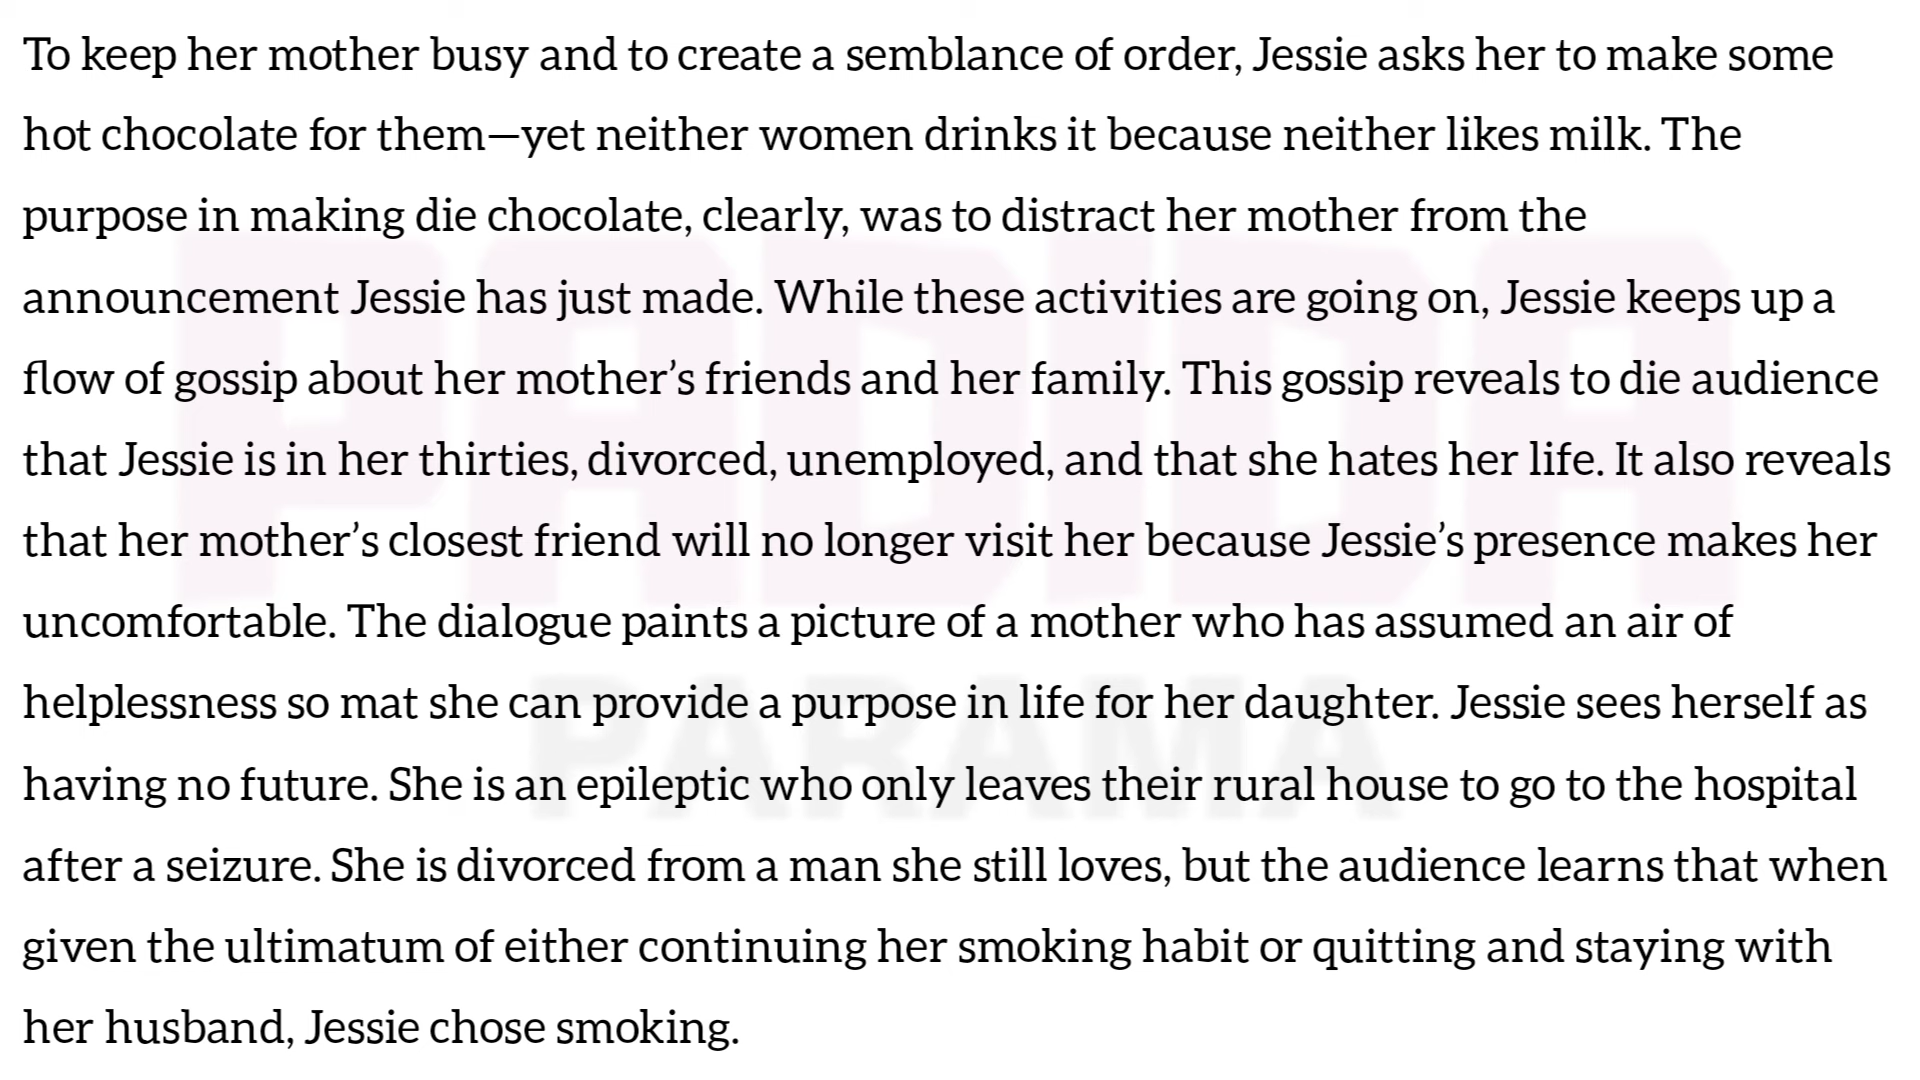 To keep her mother busy and to create a semblance of order, Jessie asks her to make some
hot chocolate for them—yet neither women drinks it because neither likes milk. The
purpose in making die chocolate, clearly, was to distract her mother from the
announcement Jessie has just made. While these activities are going on, Jessie keeps up a
flow of gossip about her mother’s friends and her family. This gossip reveals to die audience
that Jessie is in her thirties, divorced, unemployed, and that she hates her life. It also reveals
that her mother’s closest friend will no longer visit her because Jessie’s presence makes her
uncomfortable. The dialogue paints a picture of a mother who has assumed an air of
helplessness so mat she can provide a purpose in life for her daughter. Jessie sees herself as
having no future. She is an epileptic who only leaves their rural house to go to the hospital
after a seizure. She is divorced from a man she still loves, but the audience learns that when
given the ultimatum of either continuing her smoking habit or quitting and staying with
her husband, Jessie chose smoking.
PADIDA
PARAMA